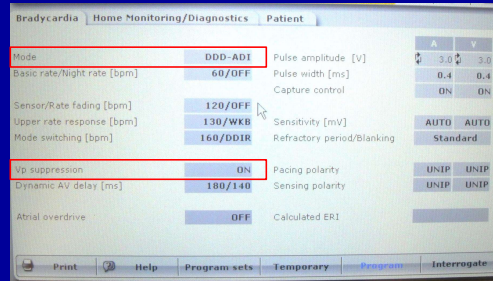 Bradycardia Home Monitoring/Diagnostics Patient
A V
Mode DDD-ADI Pulse amplitude [V] 3.0 3.0
Basic rate/Night rate [bpm] 60/OFF Pulse width [ms] 0.4 0.4
Capture control ON ON
Sensor/Rate fading [bpm] 120/OFF
Upper rate response [bpm] 130/WKB Sensitivity [mV] AUTO AUTO
Mode switching [bpm] 160/DDIR Refractory period/Blanking Standard
Vp suppression ON Pacing polarity UNIP UNIP
Dynamic AV delay [ms] 180/140 Sensing polarity UNIP UNIP
Atrial overdrive OFF Calculated ERI
Print Help Program sets Temporary Program Interrogate